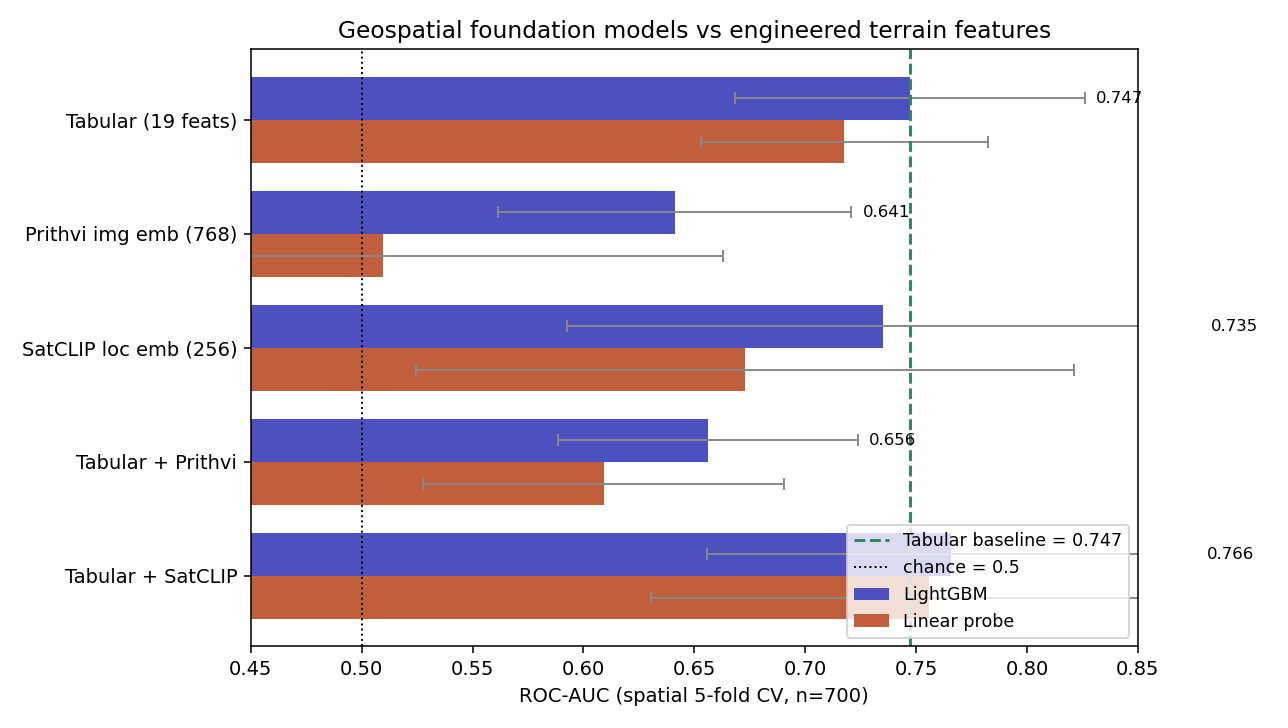 Geospatial foundation models vs engineered terrain features
Tabular (19 feats)
0.747
Prithvi img emb (768)
0.641
SatCLIP loc emb (256)
0.735
Tabular + Prithvi
0.656
Tabular + SatCLIP
0.766
Tabular baseline = 0.747
chance = 0.5
LightGBM
Linear probe
0.45 0.50 0.55 0.60 0.65 0.70 0.75 0.80 0.85
ROC-AUC (spatial 5-fold CV, n=700)